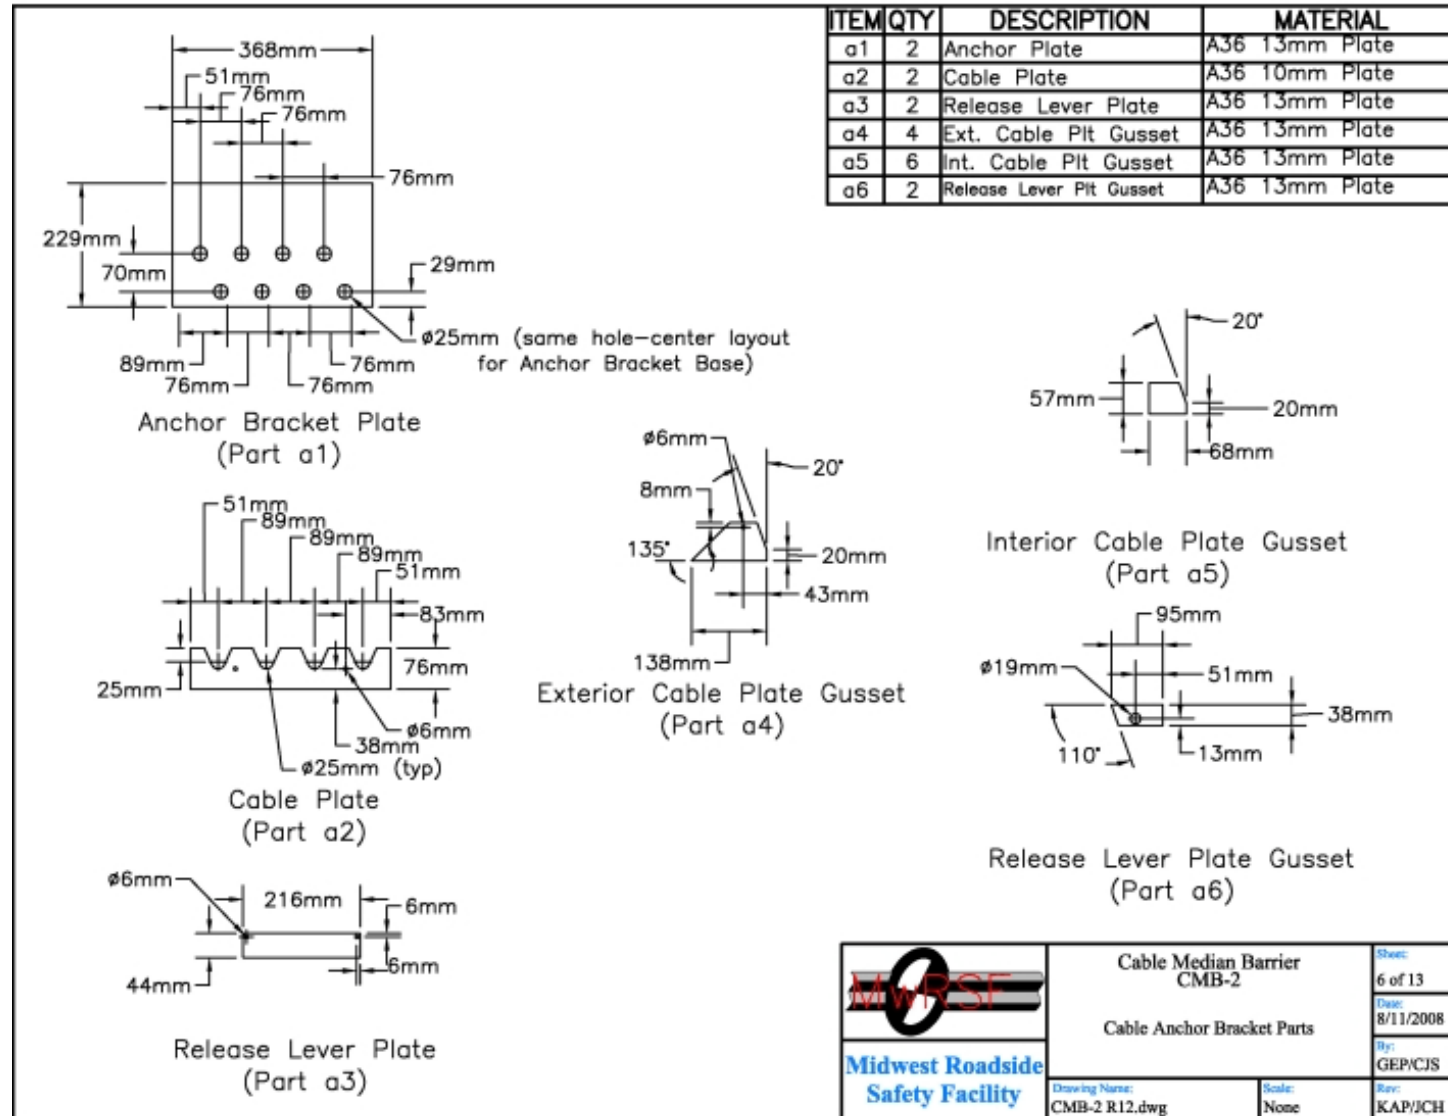 ITEM QTY DESCRIPTION MATERIAL
a1 2 Anchor Plate A36 13mm Plate
a2 2 Cable Plate A36 10mm Plate
a3 2 Release Lever Plate A36 13mm Plate
a4 4 Ext. Cable Plt Gusset A36 13mm Plate
a5 6 Int. Cable Plt Gusset A36 13mm Plate
a6 2 Release Lever Plt Gusset A36 13mm Plate
368mm
51mm
76mm
76mm
76mm
229mm
70mm
29mm
ø25mm (same hole-center layout
for Anchor Bracket Base)
89mm
76mm
76mm
76mm
Anchor Bracket Plate
(Part a1)
51mm
89mm
89mm
89mm
51mm
83mm
76mm
25mm
ø6mm
38mm
ø25mm (typ)
Cable Plate
(Part a2)
ø6mm
216mm
6mm
44mm
6mm
Release Lever Plate
(Part a3)
ø6mm
20°
8mm
135°
20mm
43mm
138mm
Exterior Cable Plate Gusset
(Part a4)
20°
57mm
20mm
68mm
Interior Cable Plate Gusset
(Part a5)
95mm
ø19mm
51mm
38mm
110°
13mm
Release Lever Plate Gusset
(Part a6)
MwRSF
Midwest Roadside
Safety Facility
Cable Median Barrier
CMB-2
Cable Anchor Bracket Parts
Drawing Name:
CMB-2 R12.dwg
Scale:
None
Sheet:
6 of 13
Date:
8/11/2008
By:
GEP/CJS
Rev:
KAP/JCH